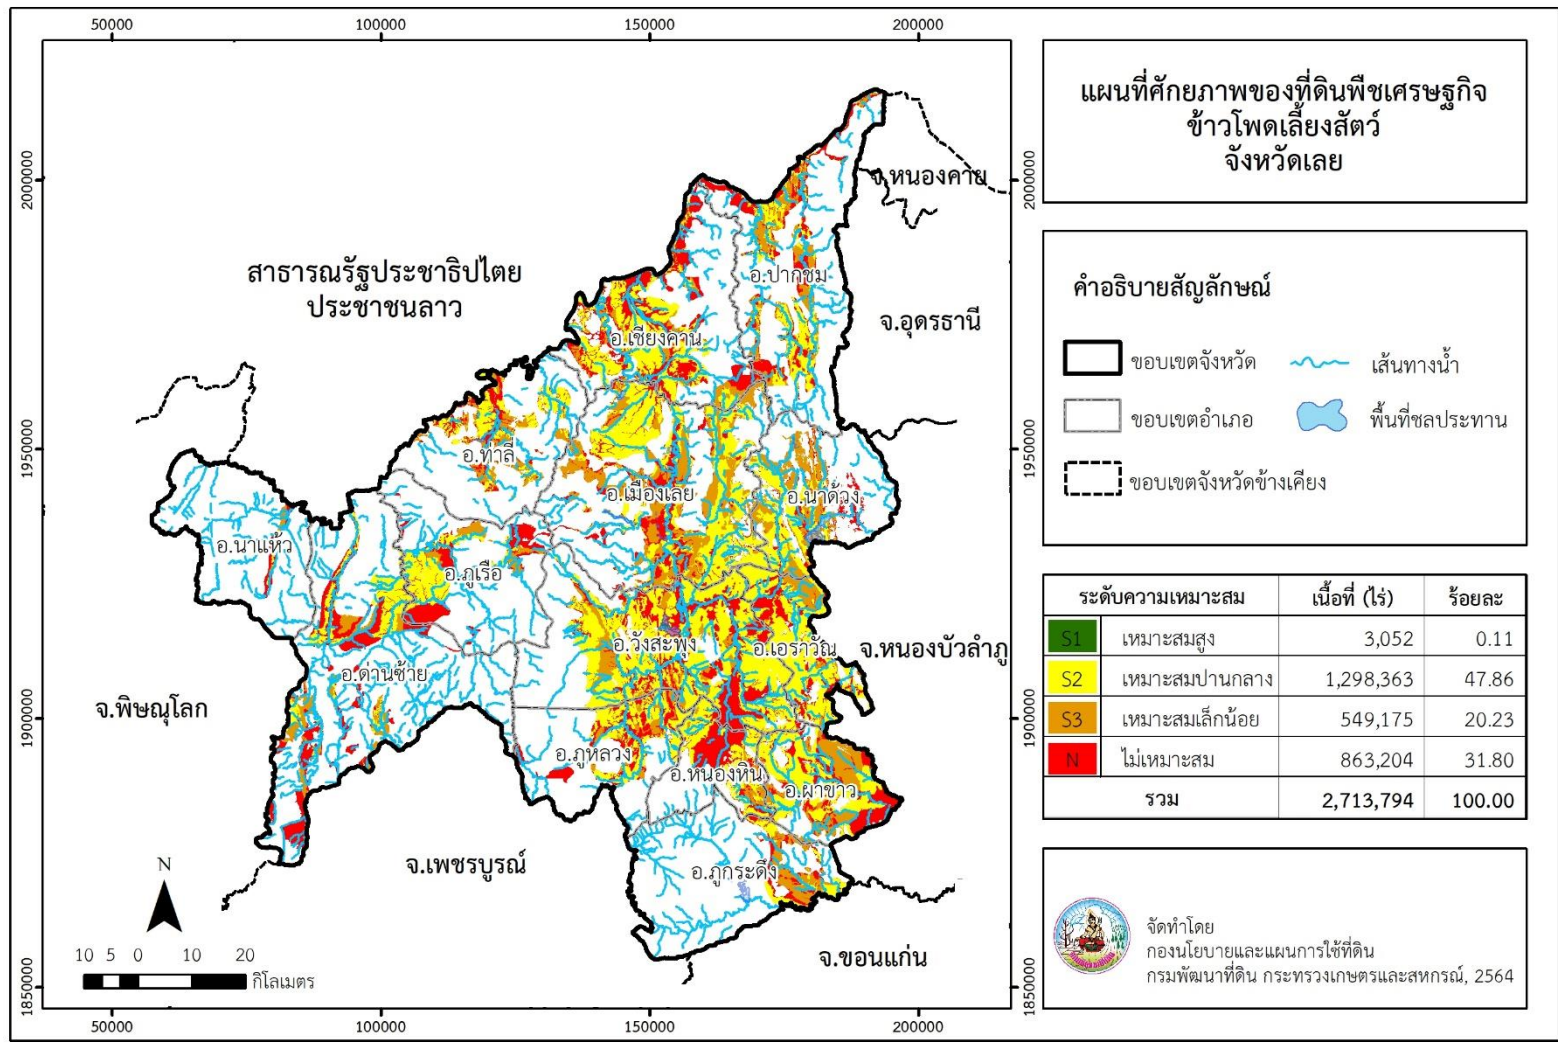 50000 100000 150000 200000
แผนที่ศักยภาพของที่ดินพืชเศรษฐกิจ
ข้าวโพดเลี้ยงสัตว์
จังหวัดเลย
2000000
2000000
จ.หนองคาย
สาธารณรัฐประชาธิปไตย
ประชาชนลาว
อ.ปากชม
จ.อุดรธานี
อ.เชียงคาน
คำอธิบายสัญลักษณ์
ขอบเขตจังหวัด
เส้นทางน้ำ
ขอบเขตอำเภอ
พื้นที่ชลประทาน
ขอบเขตจังหวัดข้างเคียง
1950000
1950000
อ.ท่าลี่
อ.เมืองเลย
อ.นาด้วง
อ.นาแห้ว
อ.ภูเรือ
อ.วังสะพุง
อ.เอราวัณ
จ.หนองบัวลำภู
อ.ด่านซ้าย
จ.พิษณุโลก
1900000
1900000
อ.ภูหลวง
อ.หนองหิน
อ.ผาขาว
จ.เพชรบูรณ์
อ.ภูกระดึง
จ.ขอนแก่น
ระดับความเหมาะสม เนื้อที่ (ไร่) ร้อยละ
S1 เหมาะสมสูง 3,052 0.11
S2 เหมาะสมปานกลาง 1,298,363 47.86
S3 เหมาะสมเล็กน้อย 549,175 20.23
N ไม่เหมาะสม 863,204 31.80
รวม 2,713,794 100.00
N
10 5 0 10 20
กิโลเมตร
1850000
1850000
50000 100000 150000 200000
จัดทำโดย
กองนโยบายและแผนการใช้ที่ดิน
กรมพัฒนาที่ดิน กระทรวงเกษตรและสหกรณ์, 2564